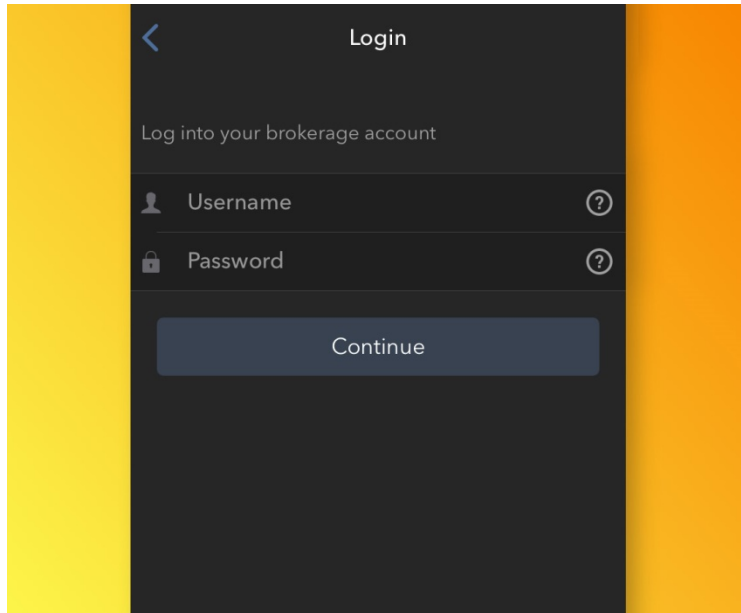 Login
Log into your brokerage account
Username
?
Password
?
Continue